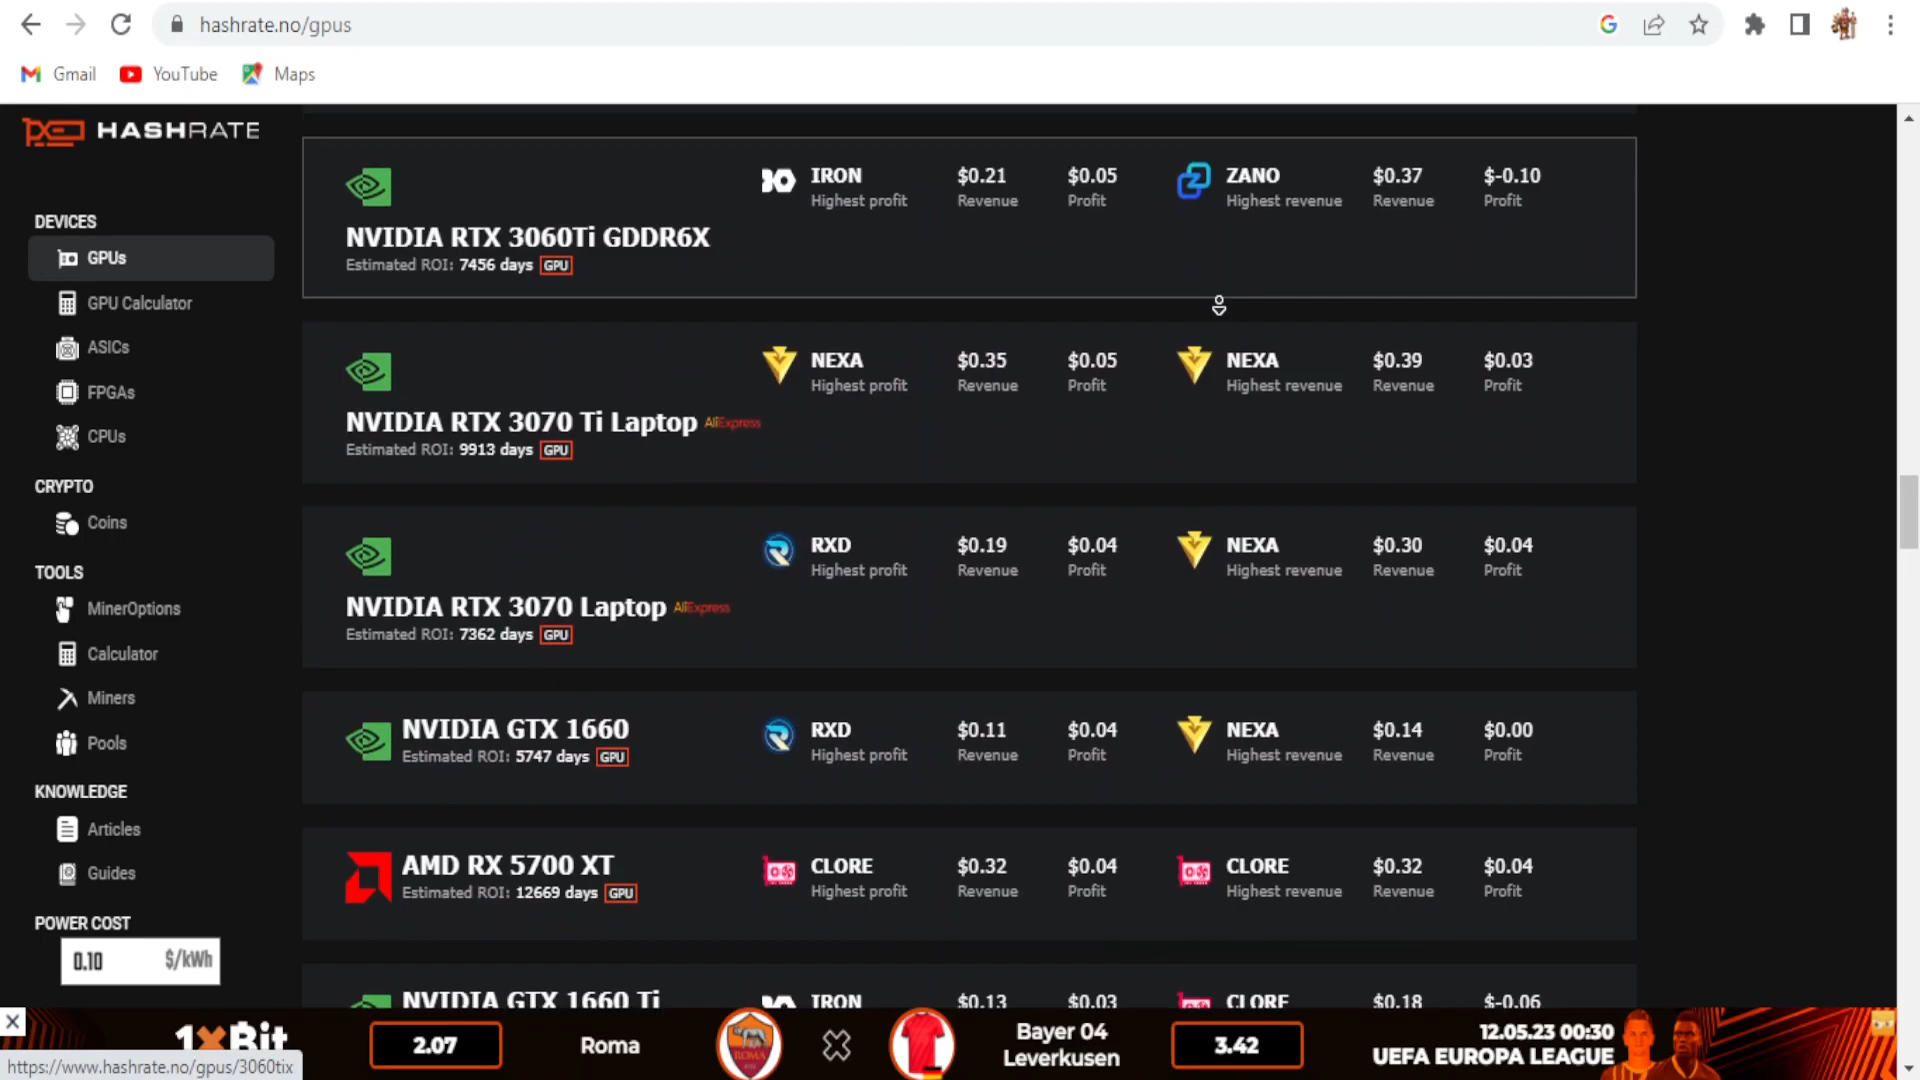 hashrate.no/gpus
Gmail YouTube Maps
HASHRATE
DEVICES
GPUs
GPU Calculator
ASICs
FPGAs
CPUs
CRYPTO
Coins
TOOLS
MinerOptions
Calculator
Miners
Pools
KNOWLEDGE
Articles
Guides
POWER COST
0.10 $/kWh
IRON $0.21 $0.05 ZANO $0.37 $-0.10
Highest profit Revenue Profit Highest revenue Revenue Profit
NVIDIA RTX 3060Ti GDDR6X
Estimated ROI: 7456 days GPU
NEXA $0.35 $0.05 NEXA $0.39 $0.03
Highest profit Revenue Profit Highest revenue Revenue Profit
NVIDIA RTX 3070 Ti Laptop AliExpress
Estimated ROI: 9913 days GPU
RXD $0.19 $0.04 NEXA $0.30 $0.04
Highest profit Revenue Profit Highest revenue Revenue Profit
NVIDIA RTX 3070 Laptop AliExpress
Estimated ROI: 7362 days GPU
NVIDIA GTX 1660 RXD $0.11 $0.04 NEXA $0.14 $0.00
Estimated ROI: 5747 days GPU Highest profit Revenue Profit Highest revenue Revenue Profit
AMD RX 5700 XT CLORE $0.32 $0.04 CLORE $0.32 $0.04
Estimated ROI: 12669 days GPU Highest profit Revenue Profit Highest revenue Revenue Profit
NVIDIA GTX 1660 Ti IRON $0.13 $0.03 CLORE $0.18 $-0.06
1xBit 2.07 Roma ROMA Bayer 04 3.42 12.05.23 00:30
Leverkusen UEFA EUROPA LEAGUE
https://www.hashrate.no/gpus/3060tix